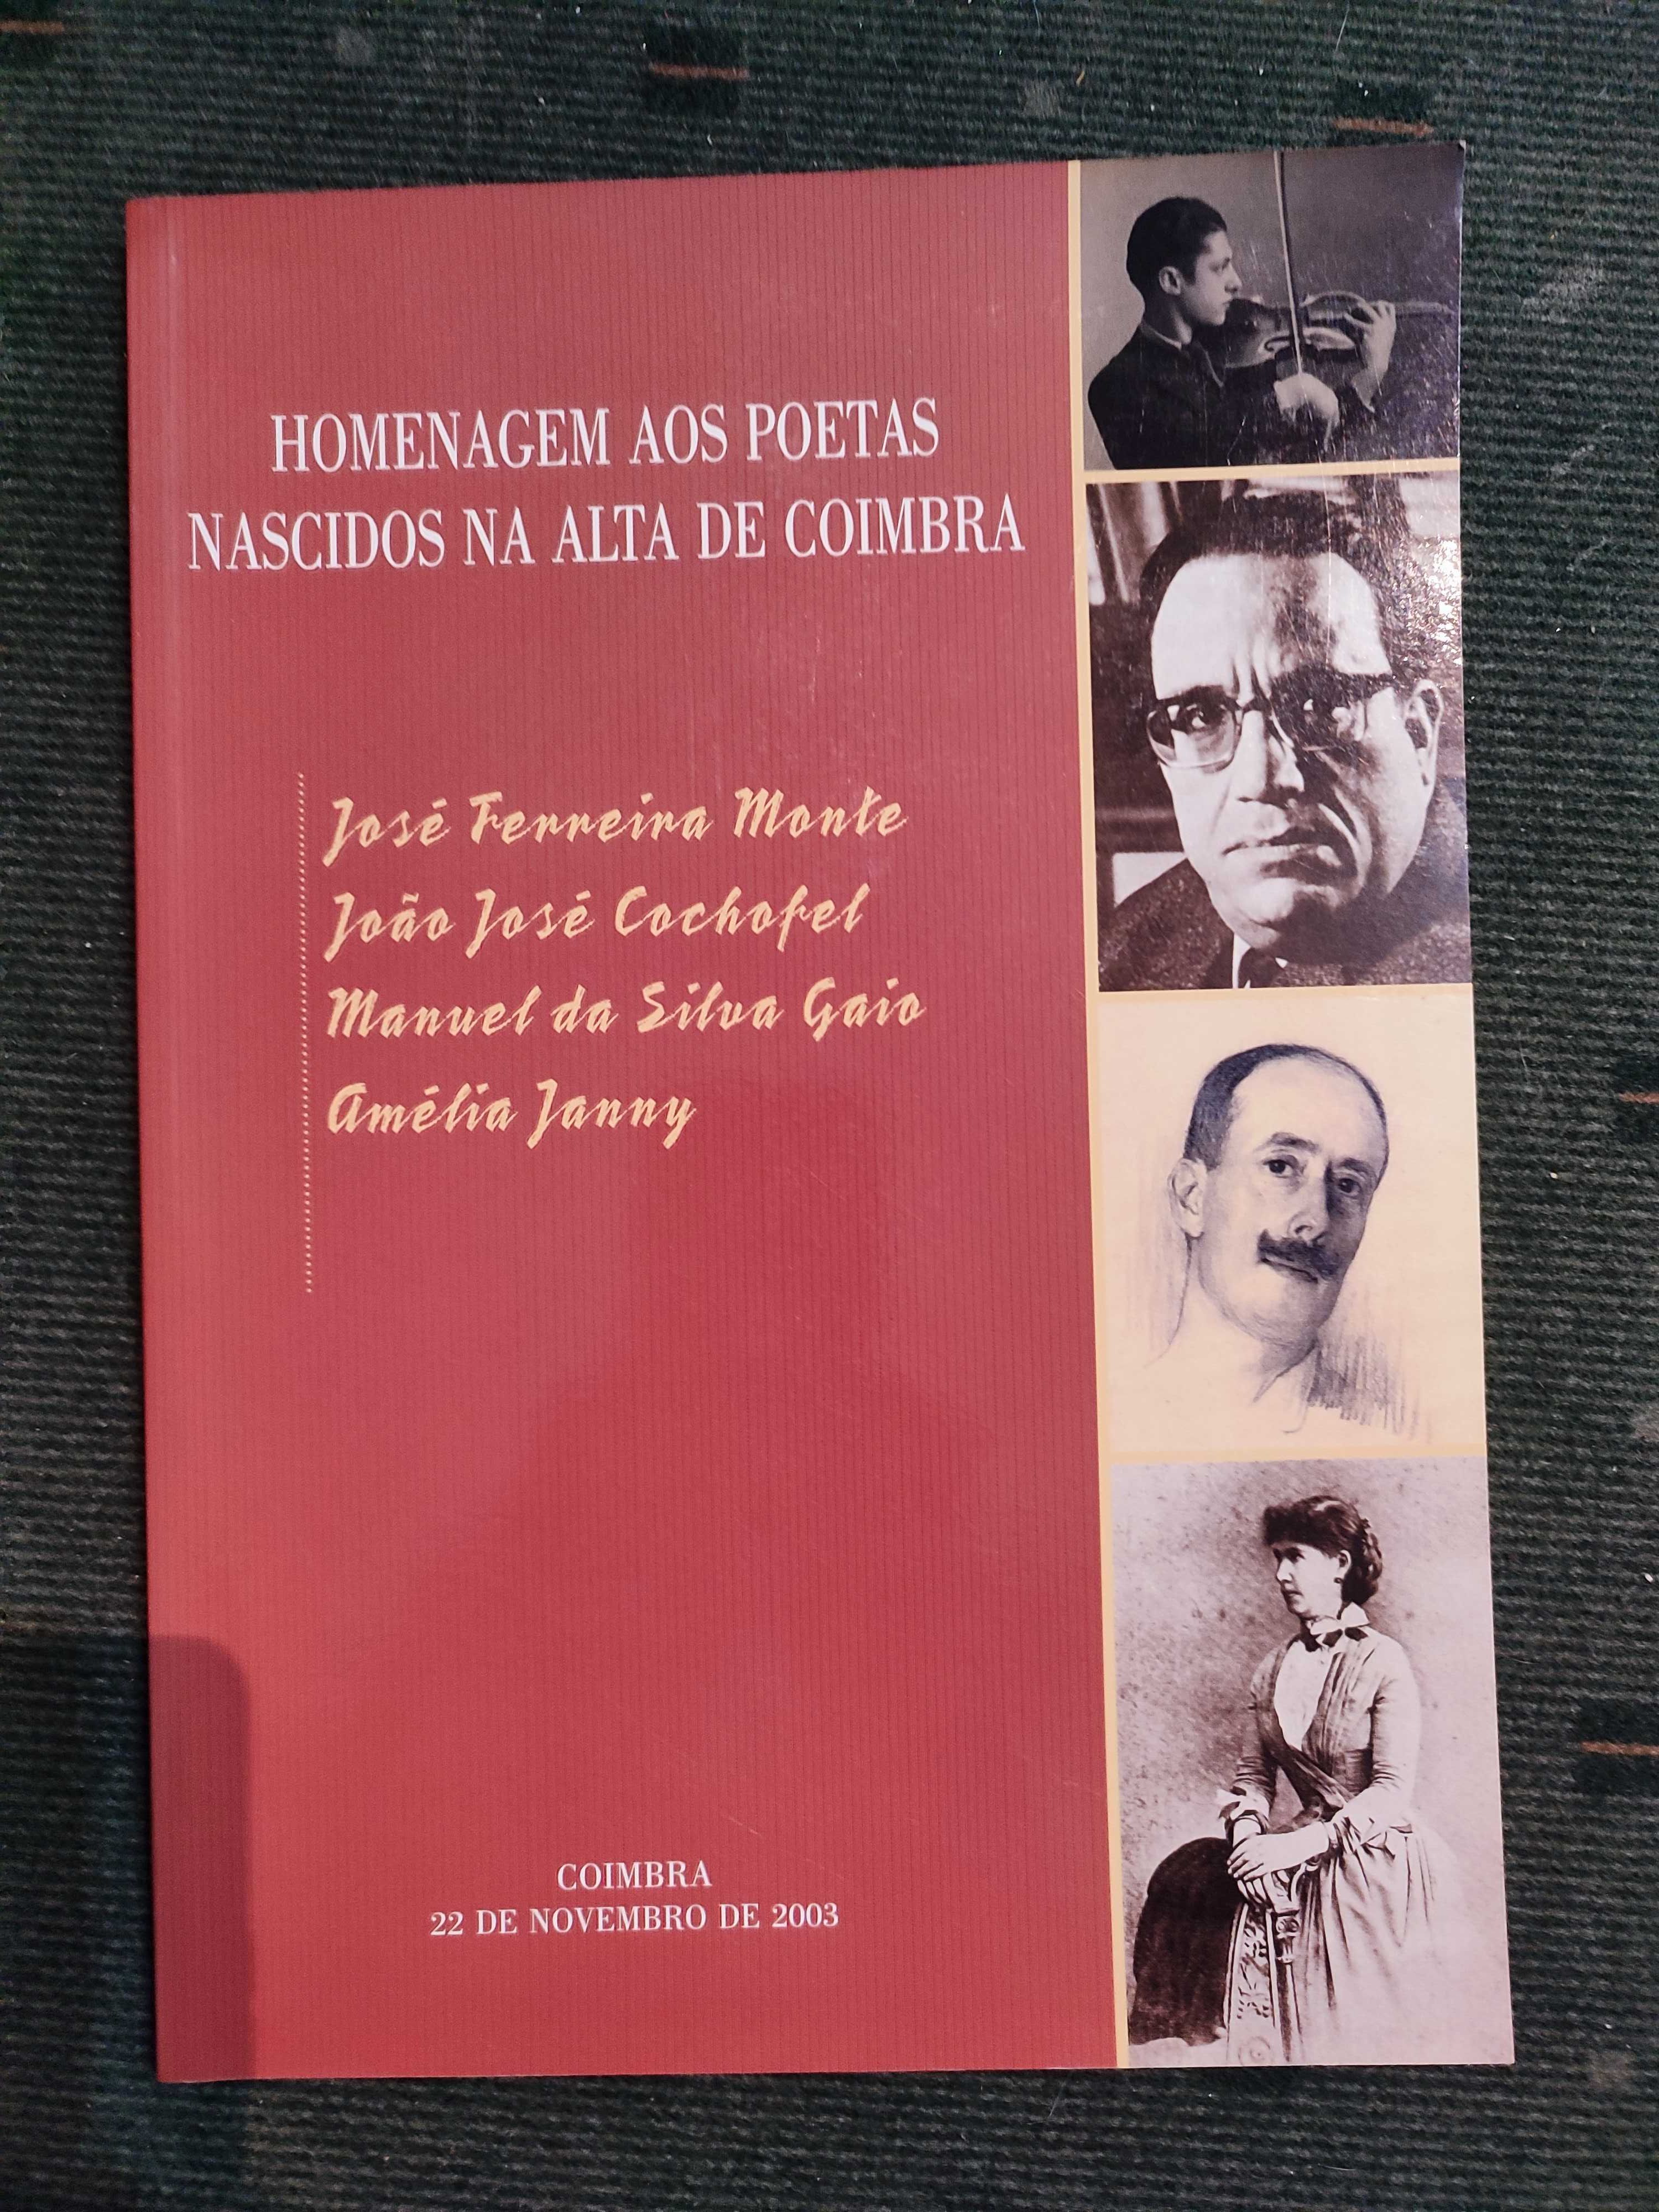 HOMENAGEM AOS POETAS
NASCIDOS NA ALTA DE COIMBRA
José Ferreira Monte
João José Cochofel
Manuel da Silva Gaio
Amélia Janny
COIMBRA
22 DE NOVEMBRO DE 2003